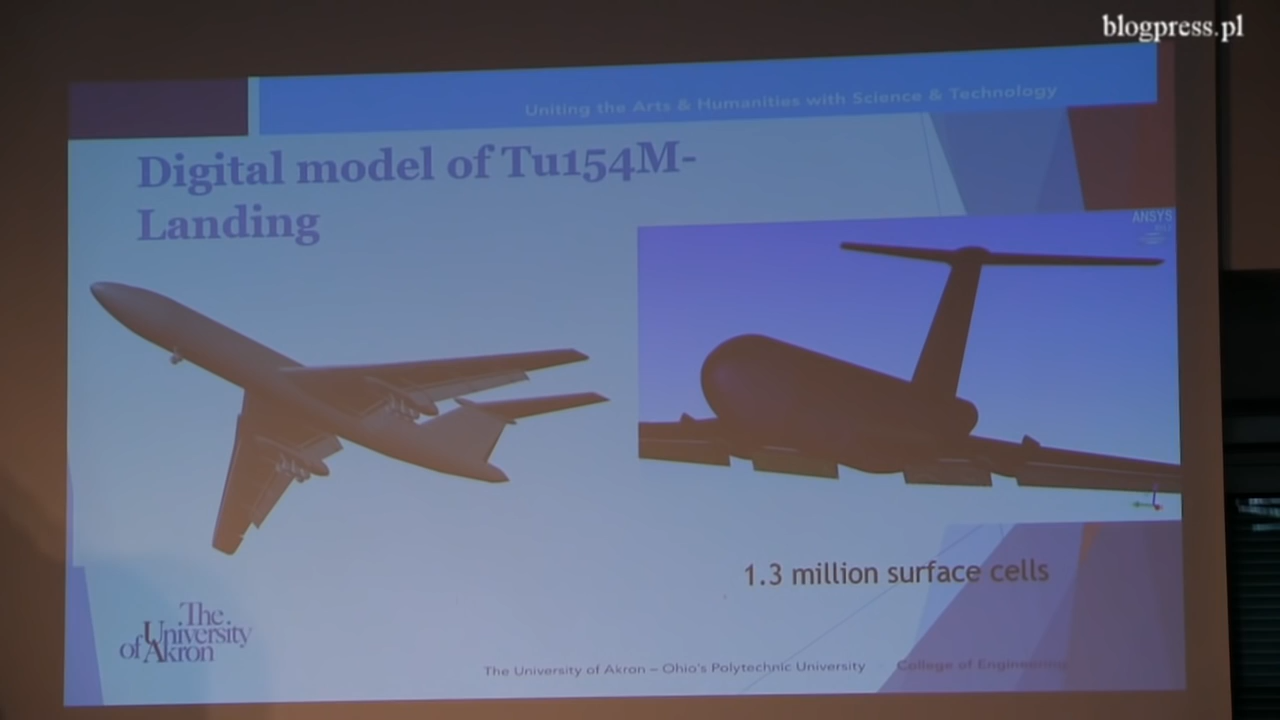 blogpress.pl
Uniting the Arts & Humanities with Science & Technology
Digital model of Tu154M-
Landing
ANSYS
1.3 million surface cells
The
University
of Akron
The University of Akron – Ohio's Polytechnic University
College of Engineering